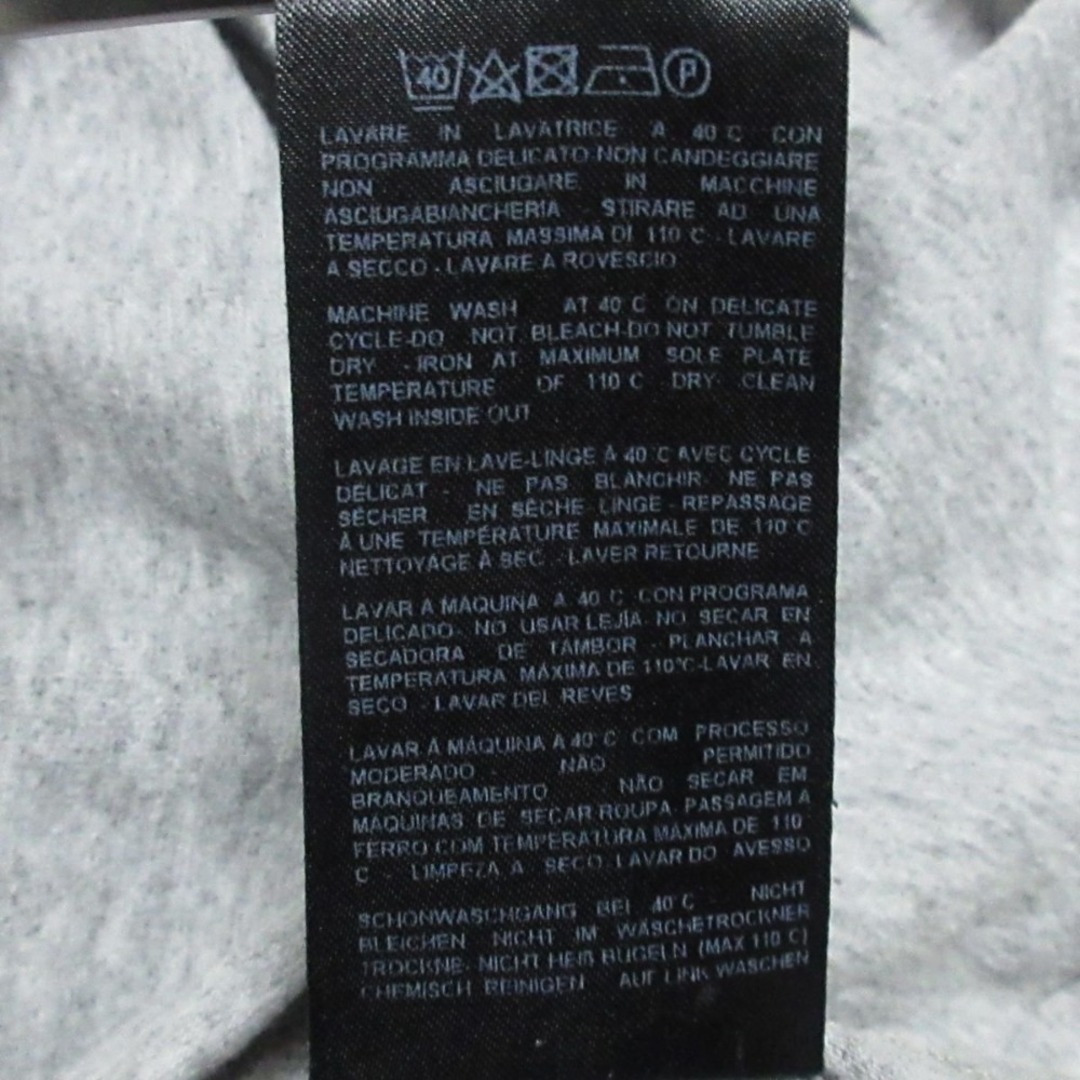 40 P
LAVARE IN LAVATRICE A 40°C CON
PROGRAMMA DELICATO-NON CANDEGGIARE
NON ASCIUGARE IN MACCHINE
ASCIUGABIANCHERIA - STIRARE AD UNA
TEMPERATURA MASSIMA DI 110°C - LAVARE
A SECCO - LAVARE A ROVESCIO
MACHINE WASH AT 40°C ON DELICATE
CYCLE-DO NOT BLEACH-DO NOT TUMBLE
DRY - IRON AT MAXIMUM SOLE PLATE
TEMPERATURE OF 110°C DRY CLEAN
WASH INSIDE OUT
LAVAGE EN LAVE-LINGE À 40°C AVEC CYCLE
DÉLICAT - NE PAS BLANCHIR NE PAS
SÉCHER EN SÈCHE LINGE - REPASSAGE
À UNE TEMPÉRATURE MAXIMALE DE 110°C
NETTOYAGE À SEC - LAVER RETOURNE
LAVAR A MÁQUINA A 40°C CON PROGRAMA
DELICADO- NO USAR LEJÍA- NO SECAR EN
SECADORA DE TAMBOR - PLANCHAR A
TEMPERATURA MÁXIMA DE 110°C-LAVAR EN
SECO - LAVAR DEL REVES
LAVAR À MÁQUINA A 40°C COM PROCESSO
MODERADO - NÃO PERMITIDO
BRANQUEAMENTO NÃO SECAR EM
MÁQUINAS DE SECAR ROUPA, PASSAGEM A
FERRO COM TEMPERATURA MÁXIMA DE 110
C - LIMPEZA A SECO, LAVAR DO AVESSO
SCHONWASCHGANG BEI 40°C - NICHT
BLEICHEN NICHT IM WÄSCHETROCKNER
TROCKNE- NICHT HEIß BÜGELN (MAX 110°C)
CHEMISCH REINIGEN AUF LINK WASCHEN